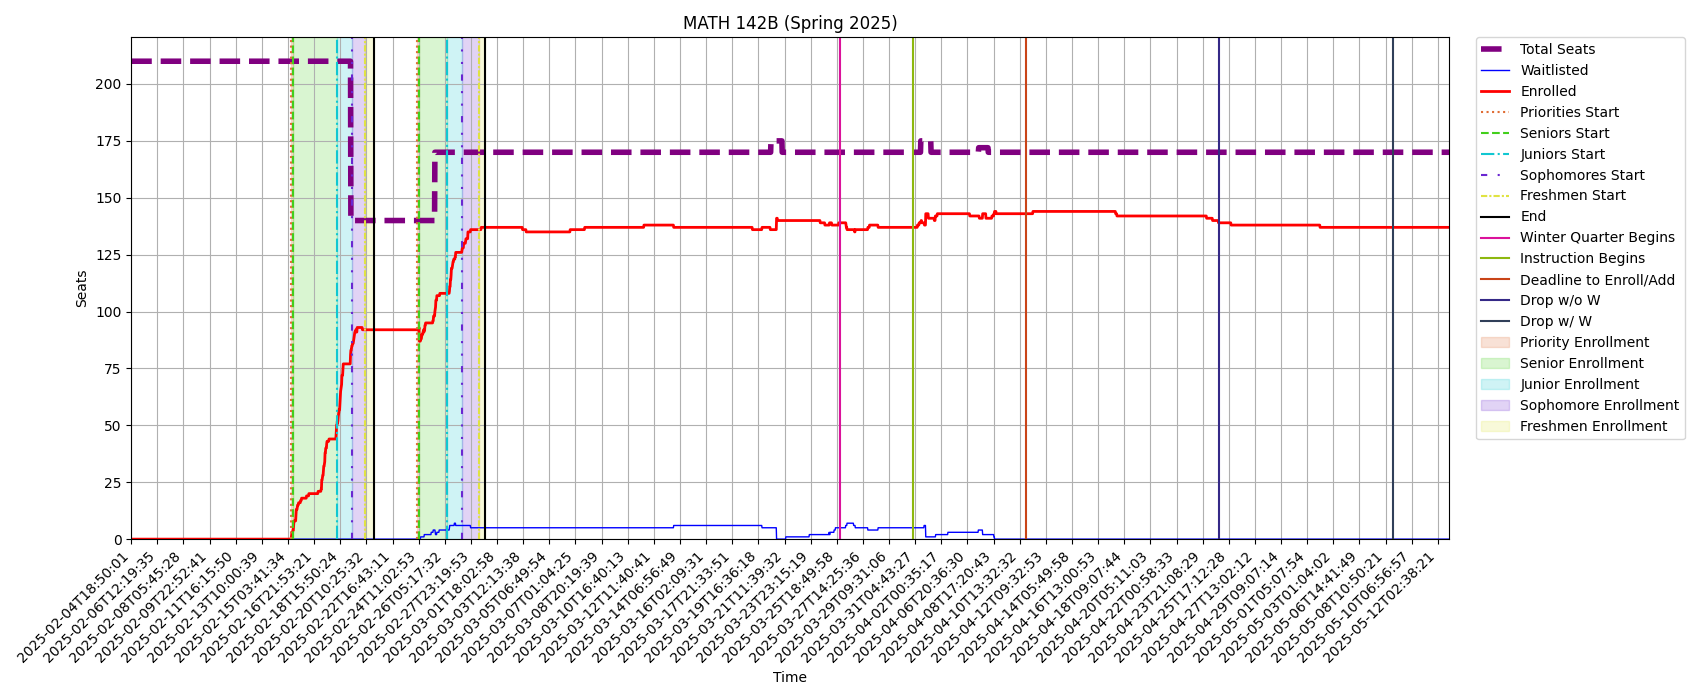 MATH 142B (Spring 2025)
Seats
200
175
150
125
100
75
50
25
0
2025-02-04T18:50:01
2025-02-06T12:19:35
2025-02-08T05:45:28
2025-02-09T22:52:41
2025-02-11T16:15:50
2025-02-13T10:00:39
2025-02-15T03:41:34
2025-02-16T21:53:21
2025-02-18T15:50:24
2025-02-20T10:25:32
2025-02-22T16:43:11
2025-02-24T11:02:53
2025-02-26T05:17:32
2025-02-27T23:19:53
2025-03-01T18:02:58
2025-03-03T12:13:38
2025-03-05T06:49:54
2025-03-07T01:04:25
2025-03-08T20:19:39
2025-03-10T16:40:13
2025-03-12T11:40:41
2025-03-14T06:56:49
2025-03-16T02:09:31
2025-03-17T21:33:51
2025-03-19T16:36:18
2025-03-21T11:39:32
2025-03-23T23:15:19
2025-03-25T18:49:58
2025-03-27T14:25:36
2025-03-29T09:31:06
2025-03-31T04:43:27
2025-04-02T00:35:17
2025-04-06T20:36:30
2025-04-08T17:20:43
2025-04-10T13:32:32
2025-04-12T09:32:53
2025-04-14T05:49:58
2025-04-16T13:00:53
2025-04-18T09:07:44
2025-04-20T05:11:03
2025-04-22T00:58:33
2025-04-23T21:08:29
2025-04-25T17:12:28
2025-04-27T13:02:12
2025-04-29T09:07:14
2025-05-01T05:07:54
2025-05-03T01:04:02
2025-05-06T14:41:49
2025-05-08T10:50:21
2025-05-10T06:56:57
2025-05-12T02:38:21
Time
Total Seats
Waitlisted
Enrolled
Priorities Start
Seniors Start
Juniors Start
Sophomores Start
Freshmen Start
End
Winter Quarter Begins
Instruction Begins
Deadline to Enroll/Add
Drop w/o W
Drop w/ W
Priority Enrollment
Senior Enrollment
Junior Enrollment
Sophomore Enrollment
Freshmen Enrollment